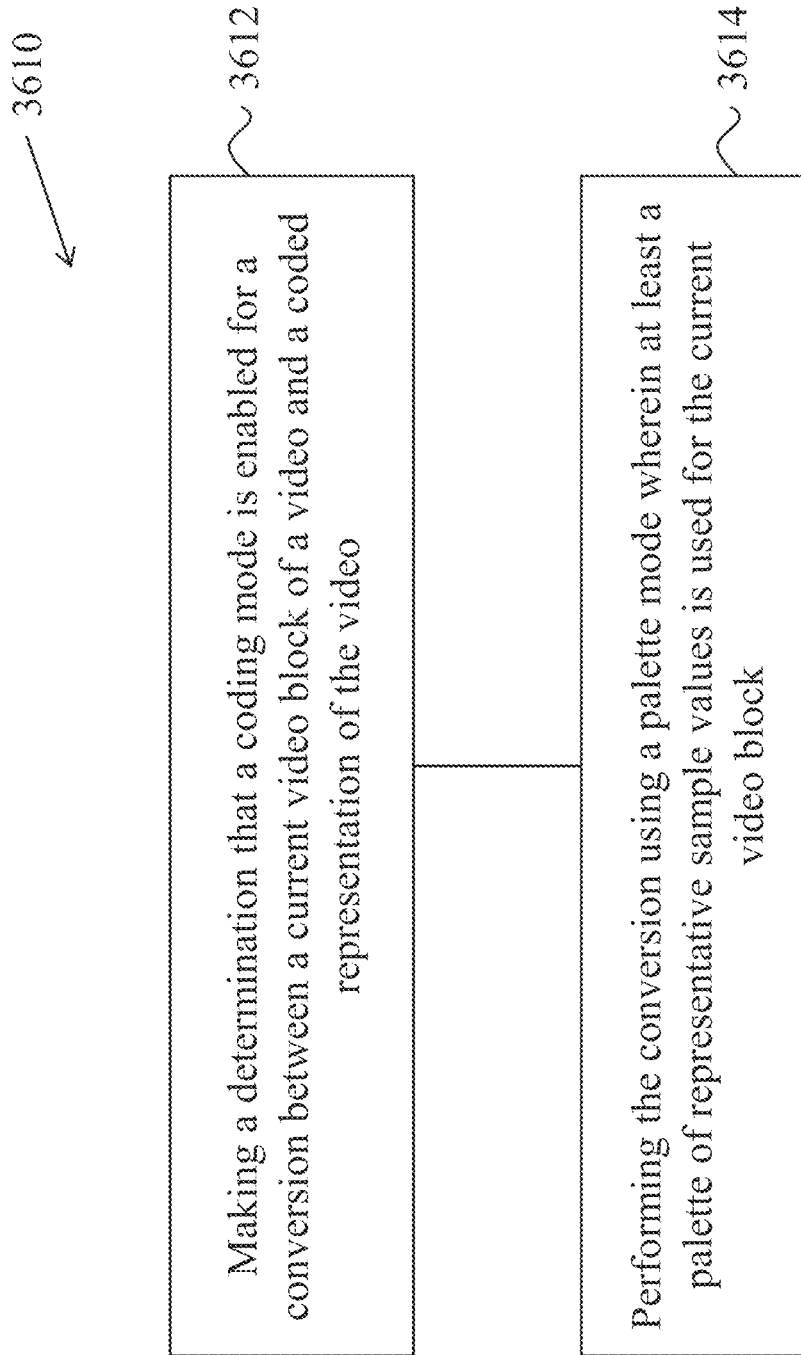 3610
Making a determination that a coding mode is enabled for a
conversion between a current video block of a video and a coded
representation of the video
3612
Performing the conversion using a palette mode wherein at least a
palette of representative sample values is used for the current
video block
3614